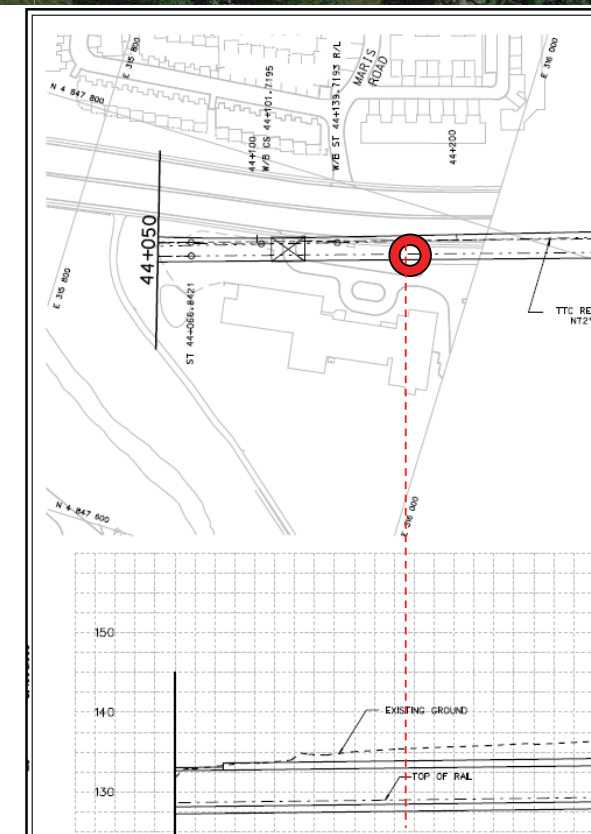 E 315 800
E 316 000
N 4 847 800
MARIS
ROAD
44+100
W/B CS 44+101.7195
W/B ST 44+139.7193 R/L
44+200
44+050
E 315 800
ST 44+066.8421
TTC RE
NT2
N 4 847 600
E 316 000
150
140
130
EXISTING GROUND
TOP OF RAIL